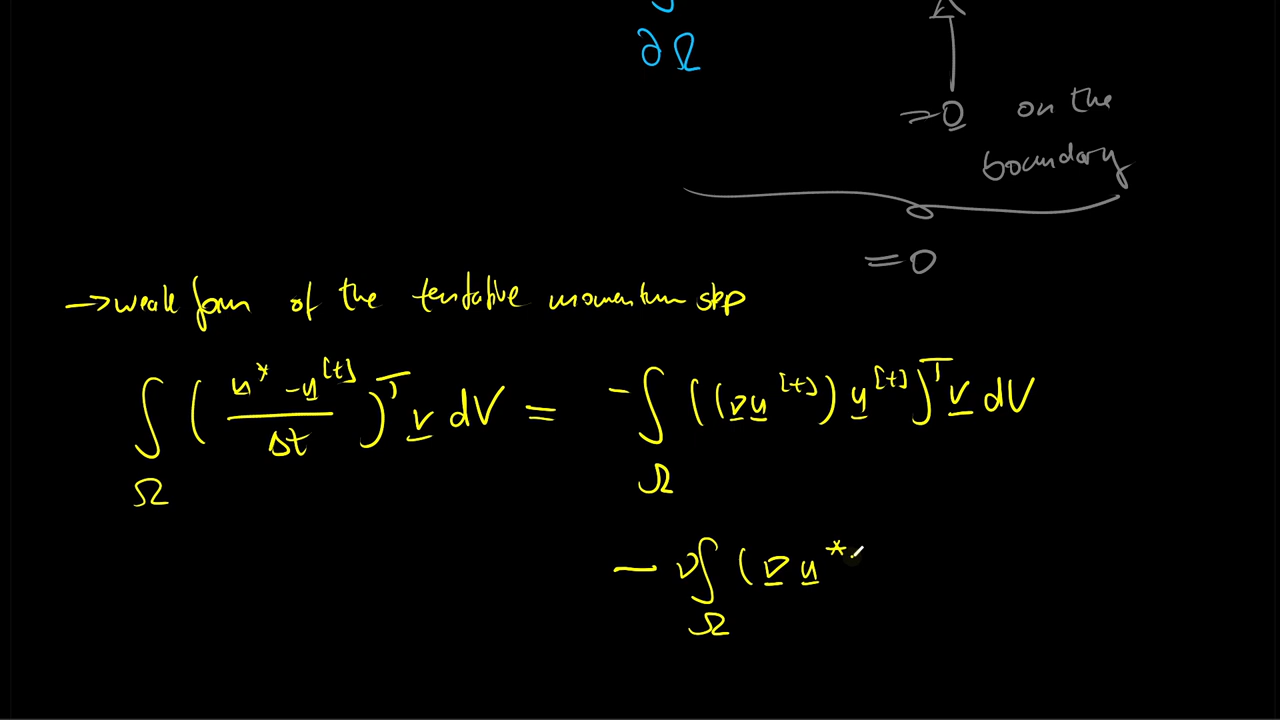 ∂Ω
=0 on the
boundary
=0
→ weak form of the tentative momentum step
∫_Ω ( (u* − u^[t]) / Δt )^T v dV = − ∫_Ω ( (∇u^[t]) u^[t] )^T v dV
− ν ∫_Ω (∇ u*